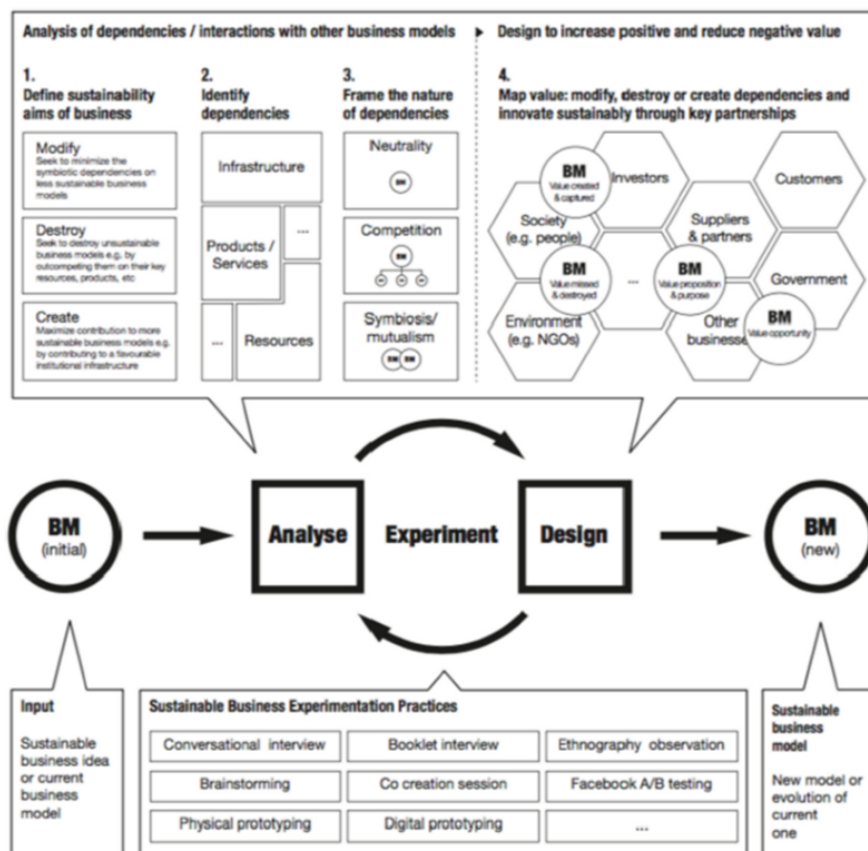 Analysis of dependencies / interactions with other business models
Design to increase positive and reduce negative value
1.
Define sustainability
aims of business
2.
Identify
dependencies
3.
Frame the nature
of dependencies
4.
Map value: modify, destroy or create dependencies and
innovate sustainably through key partnerships
Modify
Seek to minimize the
symbiotic dependencies on
less sustainable business
models
Destroy
Seek to destroy unsustainable
business models e.g. by
outcompeting them on their key
resources, products, etc
Create
Maximize contribution to more
sustainable business models e.g.
by contributing to a favourable
institutional infrastructure
Infrastructure
Products /
Services
...
...
Resources
Neutrality
BM
Competition
BM
Symbiosis/
mutualism
BM BM
BM
Value created
& captured
Investors
Customers
Society
(e.g. people)
Suppliers
& partners
BM
Value missed
& destroyed
...
BM
Value proposition
& purpose
Government
Environment
(e.g. NGOs)
Other
businesse
BM
Value opportunity
BM
(initial)
Analyse
Experiment
Design
BM
(new)
Input
Sustainable
business idea
or current
business
model
Sustainable Business Experimentation Practices
Conversational interview
Booklet interview
Ethnography observation
Brainstorming
Co creation session
Facebook A/B testing
Physical prototyping
Digital prototyping
...
Sustainable
business
model
New model or
evolution of
current
one